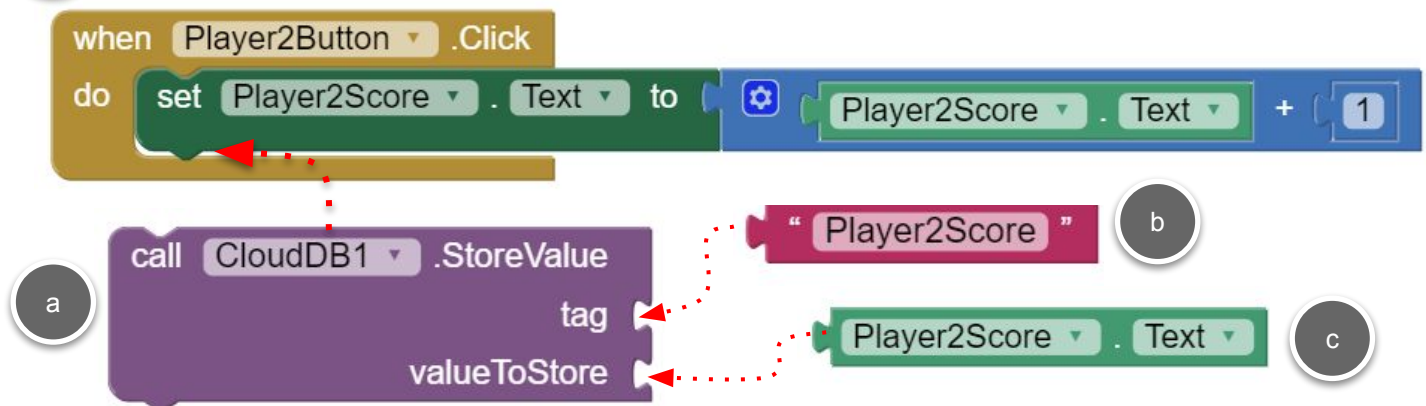 when Player2Button .Click
do set Player2Score . Text to Player2Score . Text + 1
call CloudDB1 .StoreValue
“ Player2Score ”
b
a
tag
Player2Score . Text
c
valueToStore